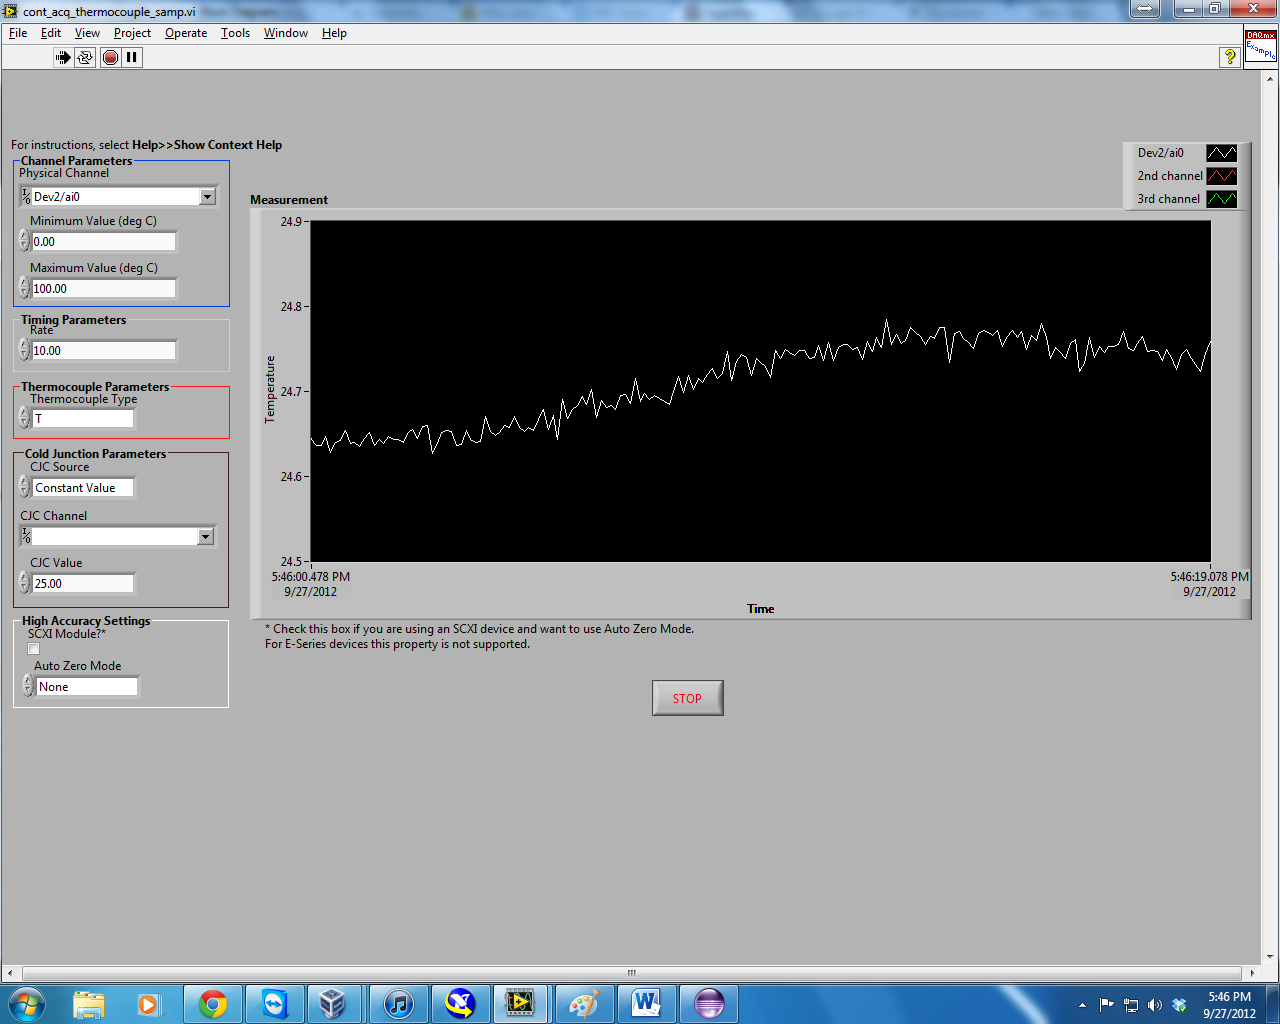 cont_acq_thermocouple_samp.vi
File Edit View Project Operate Tools Window Help
DAQmx
Example
?
For instructions, select Help>>Show Context Help
Channel Parameters
Physical Channel
Dev2/ai0
Minimum Value (deg C)
0.00
Maximum Value (deg C)
100.00
Timing Parameters
Rate
10.00
Thermocouple Parameters
Thermocouple Type
T
Cold Junction Parameters
CJC Source
Constant Value
CJC Channel
CJC Value
25.00
High Accuracy Settings
SCXI Module?*
Auto Zero Mode
None
Dev2/ai0
2nd channel
3rd channel
Measurement
24.9
24.8
24.7
24.6
24.5
Temperature
5:46:00.478 PM
9/27/2012
5:46:19.078 PM
9/27/2012
Time
* Check this box if you are using an SCXI device and want to use Auto Zero Mode.
For E-Series devices this property is not supported.
STOP
5:46 PM
9/27/2012